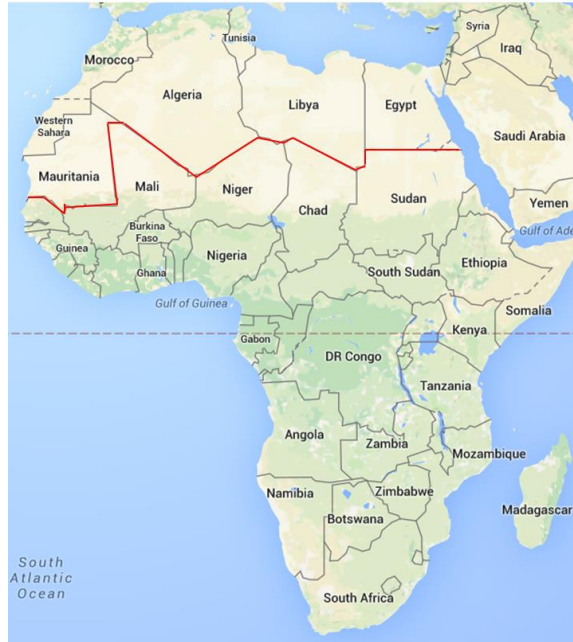 Syria
Tunisia
Iraq
Morocco
Algeria
Libya
Egypt
Western
Sahara
Saudi Arabia
Mauritania
Mali
Niger
Chad
Sudan
Yemen
Burkina
Faso
Gulf of Ade
Guinea
Ghana
Nigeria
South Sudan
Ethiopia
Gulf of Guinea
Somalia
Gabon
Kenya
DR Congo
Tanzania
Angola
Zambia
Mozambique
Namibia
Zimbabwe
Botswana
Madagascar
South
Atlantic
Ocean
South Africa